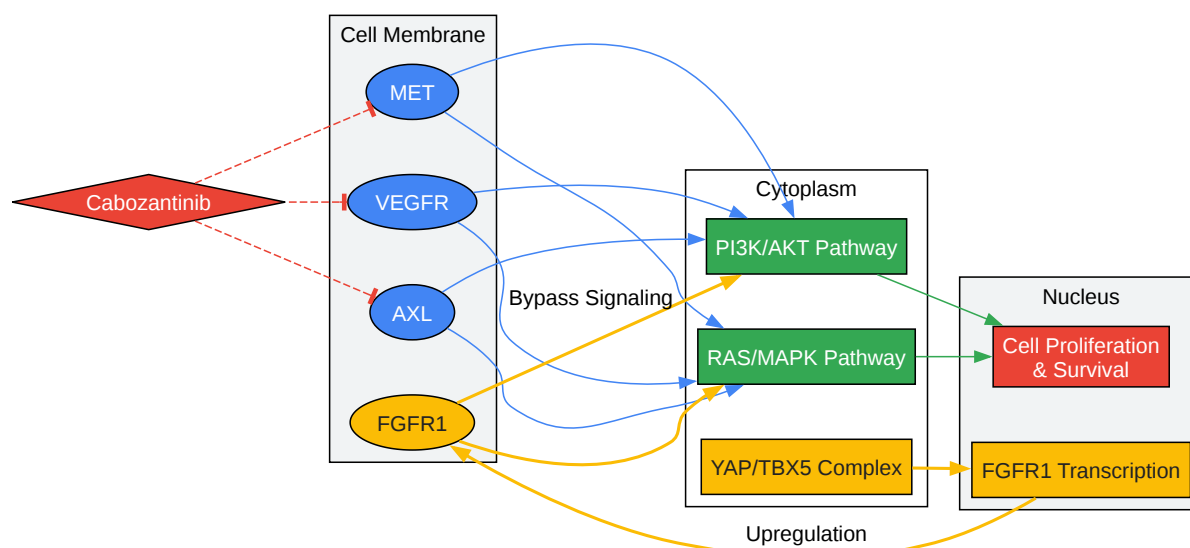 Cell Membrane
MET
Cabozantinib
VEGFR
AXL
FGFR1
Bypass Signaling
Cytoplasm
PI3K/AKT Pathway
RAS/MAPK Pathway
YAP/TBX5 Complex
Nucleus
Cell Proliferation
& Survival
FGFR1 Transcription
Upregulation